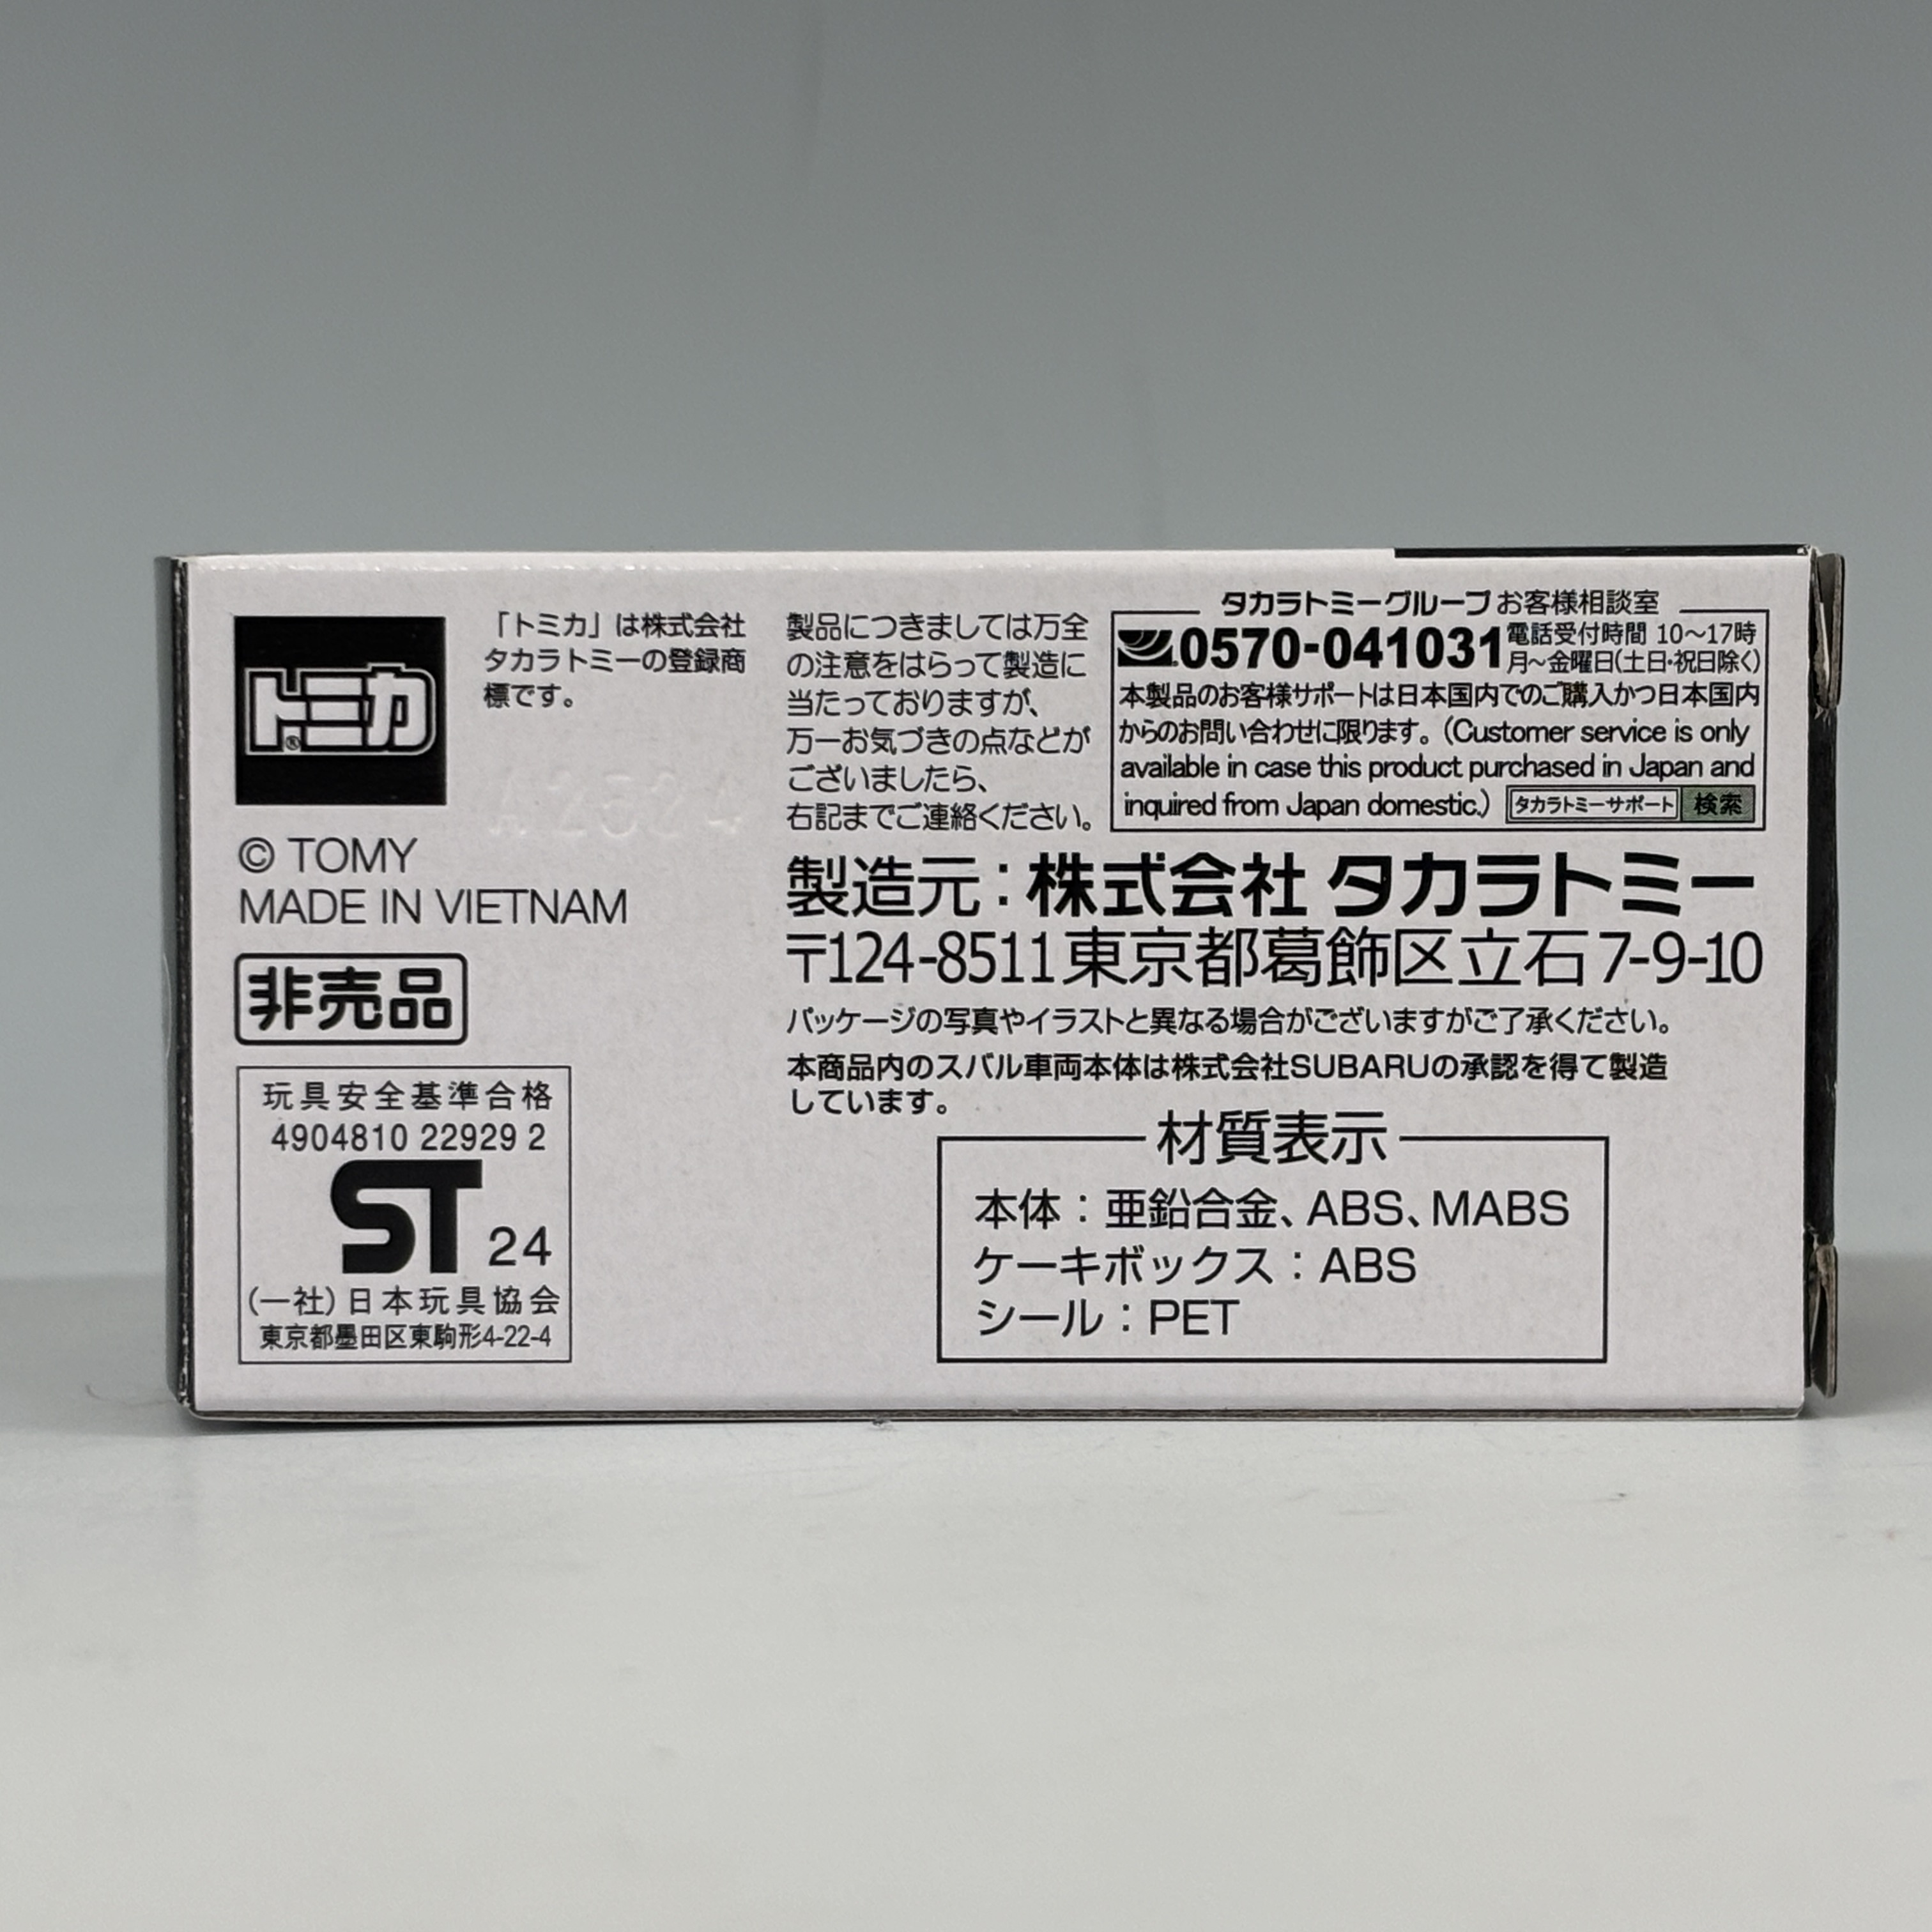 トミカ®
「トミカ」は株式会社
タカラトミーの登録商
標です。
A 2524
© TOMY
MADE IN VIETNAM
非売品
玩具安全基準合格
4904810 22929 2
ST 24
(一社)日本玩具協会
東京都墨田区東駒形4-22-4
製品につきましては万全
の注意をはらって製造に
当たっておりますが、
万一お気づきの点などが
ございましたら、
右記までご連絡ください。
タカラトミーグループお客様相談室
0570-041031 電話受付時間 10〜17時
月〜金曜日(土日・祝日除く)
本製品のお客様サポートは日本国内でのご購入かつ日本国内
からのお問い合わせに限ります。(Customer service is only
available in case this product purchased in Japan and
inquired from Japan domestic.) タカラトミーサポート 検索
製造元:株式会社 タカラトミー
〒124-8511東京都葛飾区立石7-9-10
パッケージの写真やイラストと異なる場合がございますがご了承ください。
本商品内のスバル車両本体は株式会社SUBARUの承認を得て製造
しています。
材質表示
本体:亜鉛合金、ABS、MABS
ケーキボックス:ABS
シール:PET